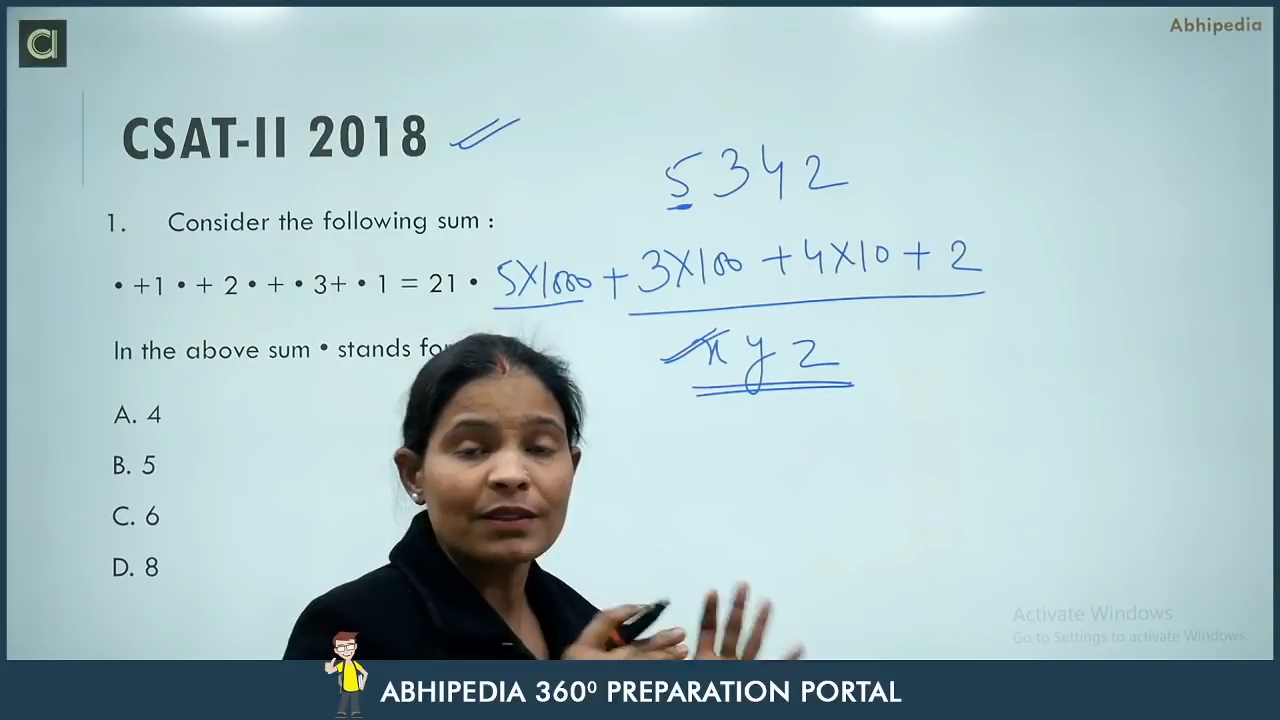 Abhipedia
CSAT-II 2018
5342
1. Consider the following sum :
• +1 • + 2 • + • 3+ • 1 = 21 •
5X1000 + 3X100 + 4X10 + 2
In the above sum • stands for
x y z
A. 4
B. 5
C. 6
D. 8
Activate Windows
Go to Settings to activate Windows.
ABHIPEDIA 360⁰ PREPARATION PORTAL